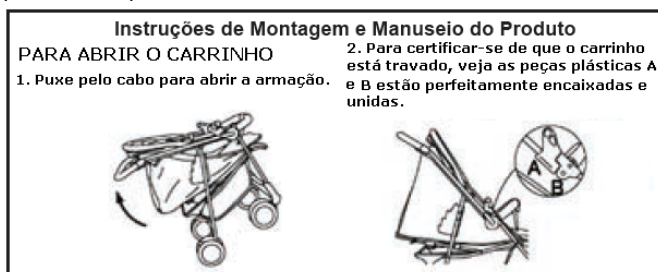 Instruções de Montagem e Manuseio do Produto
PARA ABRIR O CARRINHO
1. Puxe pelo cabo para abrir a armação.
2. Para certificar-se de que o carrinho
está travado, veja as peças plásticas A
e B estão perfeitamente encaixadas e
unidas.
A
B